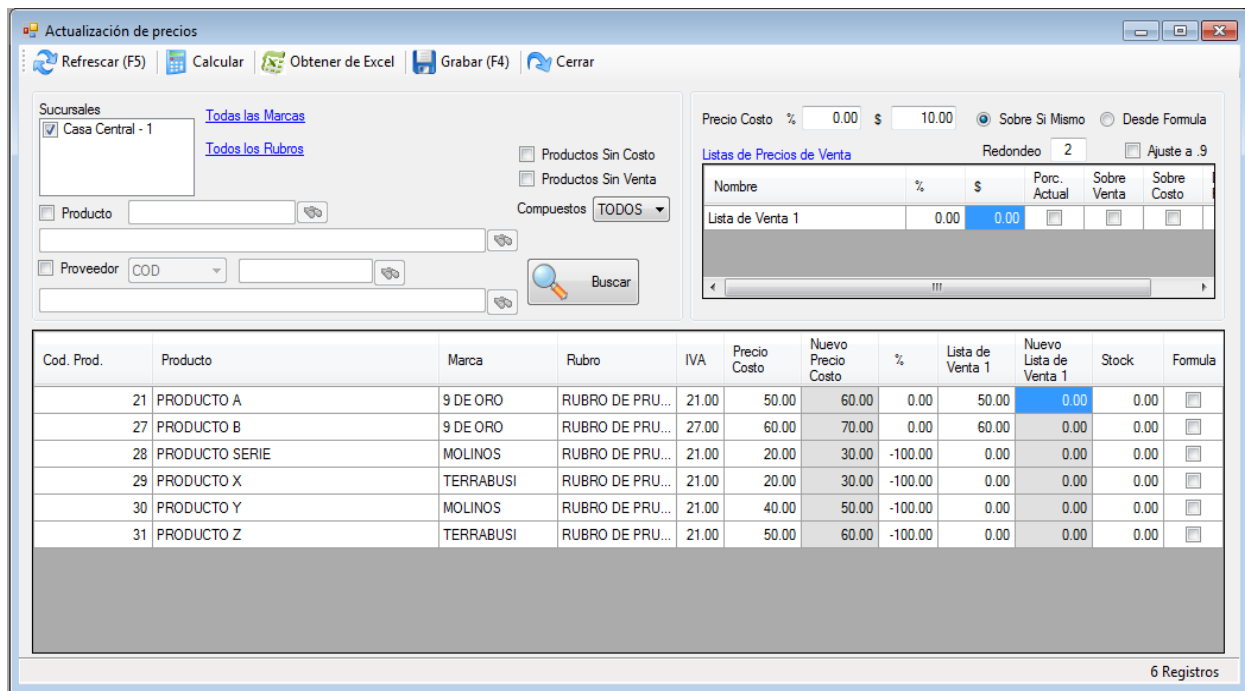 Actualización de precios
Refrescar (F5) Calcular Obtener de Excel Grabar (F4) Cerrar
Sucursales
Casa Central - 1
Todas las Marcas
Todos los Rubros
Productos Sin Costo
Productos Sin Venta
Compuestos TODOS
Producto
Proveedor COD
Buscar
Precio Costo % 0.00 $ 10.00 Sobre Si Mismo Desde Formula
Listas de Precios de Venta Redondeo 2 Ajuste a .9
Nombre % $ Porc. Actual Sobre Venta Sobre Costo
Lista de Venta 1 0.00 0.00
Cod. Prod. Producto Marca Rubro IVA Precio Costo Nuevo Precio Costo % Lista de Venta 1 Nuevo Lista de Venta 1 Stock Formula
21 PRODUCTO A 9 DE ORO RUBRO DE PRU... 21.00 50.00 60.00 0.00 50.00 0.00 0.00
27 PRODUCTO B 9 DE ORO RUBRO DE PRU... 27.00 60.00 70.00 0.00 60.00 0.00 0.00
28 PRODUCTO SERIE MOLINOS RUBRO DE PRU... 21.00 20.00 30.00 -100.00 0.00 0.00 0.00
29 PRODUCTO X TERRABUSI RUBRO DE PRU... 21.00 20.00 30.00 -100.00 0.00 0.00 0.00
30 PRODUCTO Y MOLINOS RUBRO DE PRU... 21.00 40.00 50.00 -100.00 0.00 0.00 0.00
31 PRODUCTO Z TERRABUSI RUBRO DE PRU... 21.00 50.00 60.00 -100.00 0.00 0.00 0.00
6 Registros